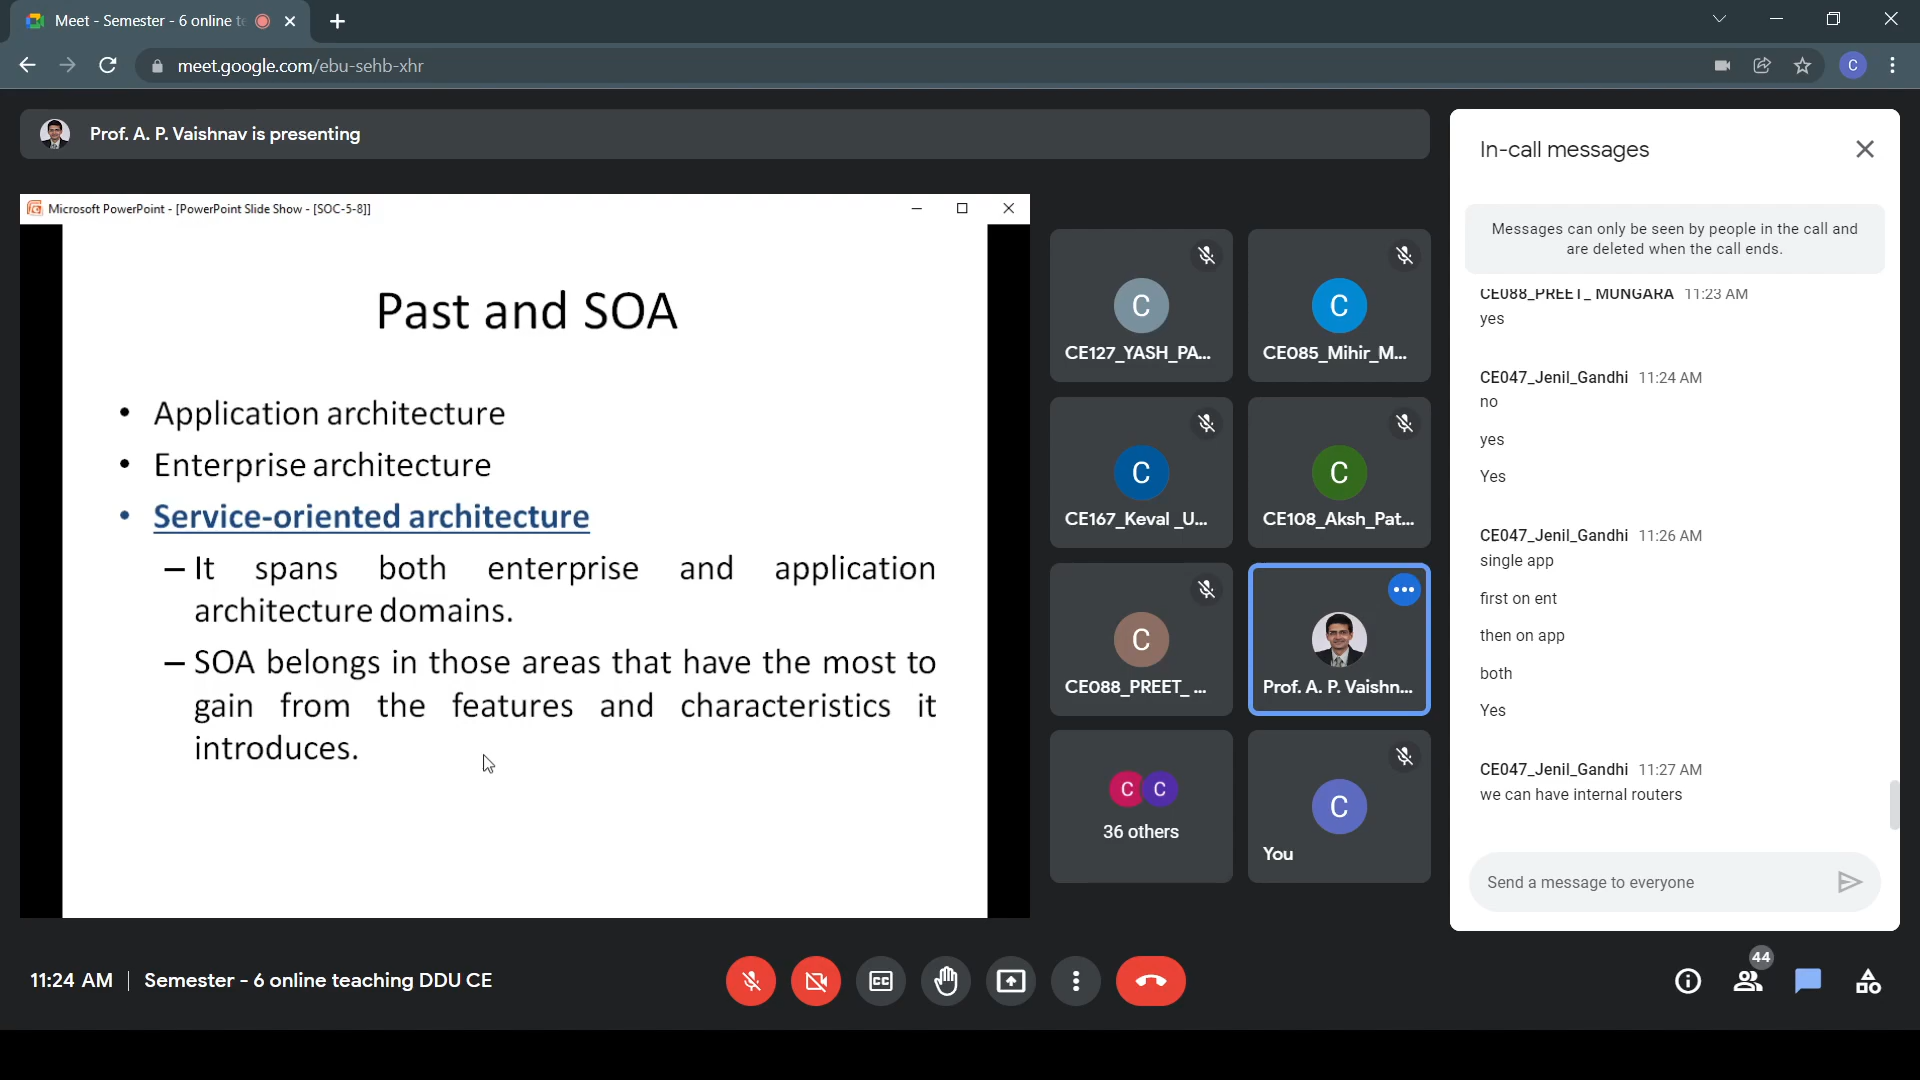 Meet - Semester - 6 online te
meet.google.com/ebu-sehb-xhr
C
Prof. A. P. Vaishnav is presenting
Microsoft PowerPoint - [PowerPoint Slide Show - [SOC-5-8]]
Past and SOA
• Application architecture
• Enterprise architecture
• Service-oriented architecture
– It spans both enterprise and application
architecture domains.
– SOA belongs in those areas that have the most to
gain from the features and characteristics it
introduces.
C
CE127_YASH_PA...
C
CE085_Mihir_M...
C
CE167_Keval _U...
C
CE108_Aksh_Pat...
C
CE088_PREET_ ...
Prof. A. P. Vaishn...
C C
36 others
C
You
In-call messages
Messages can only be seen by people in the call and
are deleted when the call ends.
CE088_PREET_ MUNGARA 11:23 AM
yes
CE047_Jenil_Gandhi 11:24 AM
no
yes
Yes
CE047_Jenil_Gandhi 11:26 AM
single app
first on ent
then on app
both
Yes
CE047_Jenil_Gandhi 11:27 AM
we can have internal routers
Send a message to everyone
11:24 AM | Semester - 6 online teaching DDU CE
CC
44